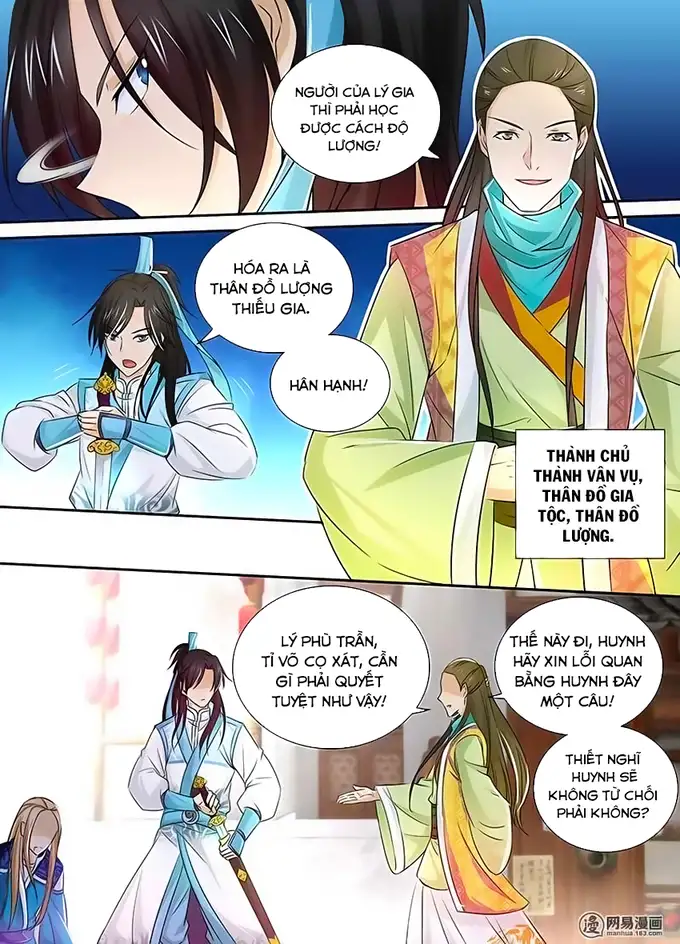 NGƯỜI CỦA LÝ GIA
THÌ PHẢI HỌC
ĐƯỢC CÁCH ĐỘ
LƯỢNG!
HÓA RA LÀ
THÂN ĐỒ LƯỢNG
THIẾU GIA.
HÂN HẠNH!
THÀNH CHỦ
THÀNH VÂN VỤ,
THÂN ĐỒ GIA
TỘC, THÂN ĐỒ
LƯỢNG.
LÝ PHÙ TRẦN,
TỈ VÕ CỌ XÁT, CẦN
GÌ PHẢI QUYẾT
TUYỆT NHƯ VẬY!
THẾ NÀY ĐI, HUYNH
HÃY XIN LỖI QUAN
BẰNG HUYNH ĐÂY
MỘT CÂU!
THIẾT NGHĨ
HUYNH SẼ
KHÔNG TỪ CHỐI
PHẢI KHÔNG?
网易漫画
manhua.163.com